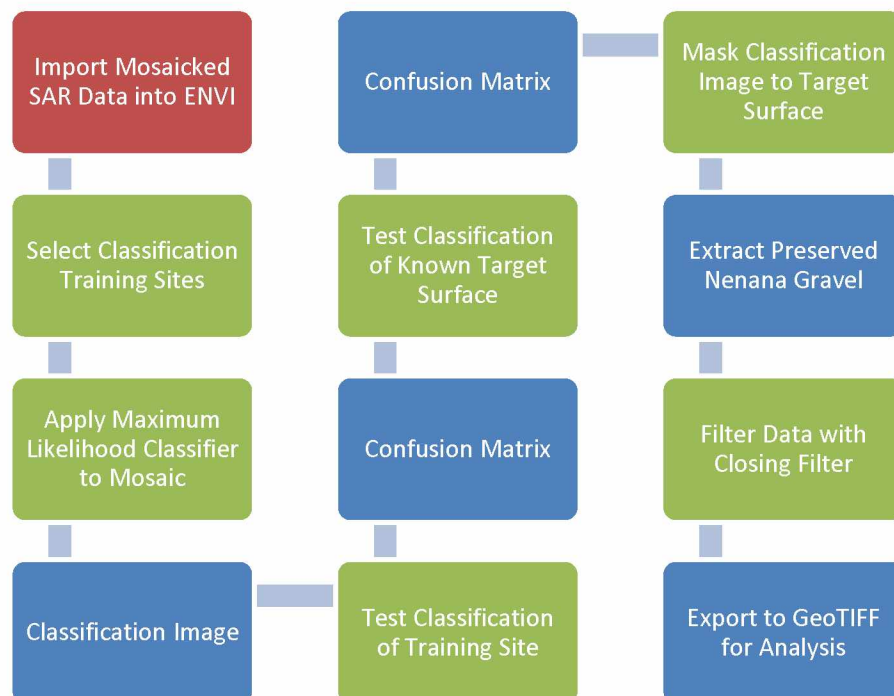 Import Mosaicked
SAR Data into ENVI
Select Classification
Training Sites
Apply Maximum
Likelihood Classifier
to Mosaic
Classification Image
Test Classification
of Training Site
Confusion Matrix
Test Classification
of Known Target
Surface
Confusion Matrix
Mask Classification
Image to Target
Surface
Extract Preserved
Nenana Gravel
Filter Data with
Closing Filter
Export to GeoTIFF
for Analysis